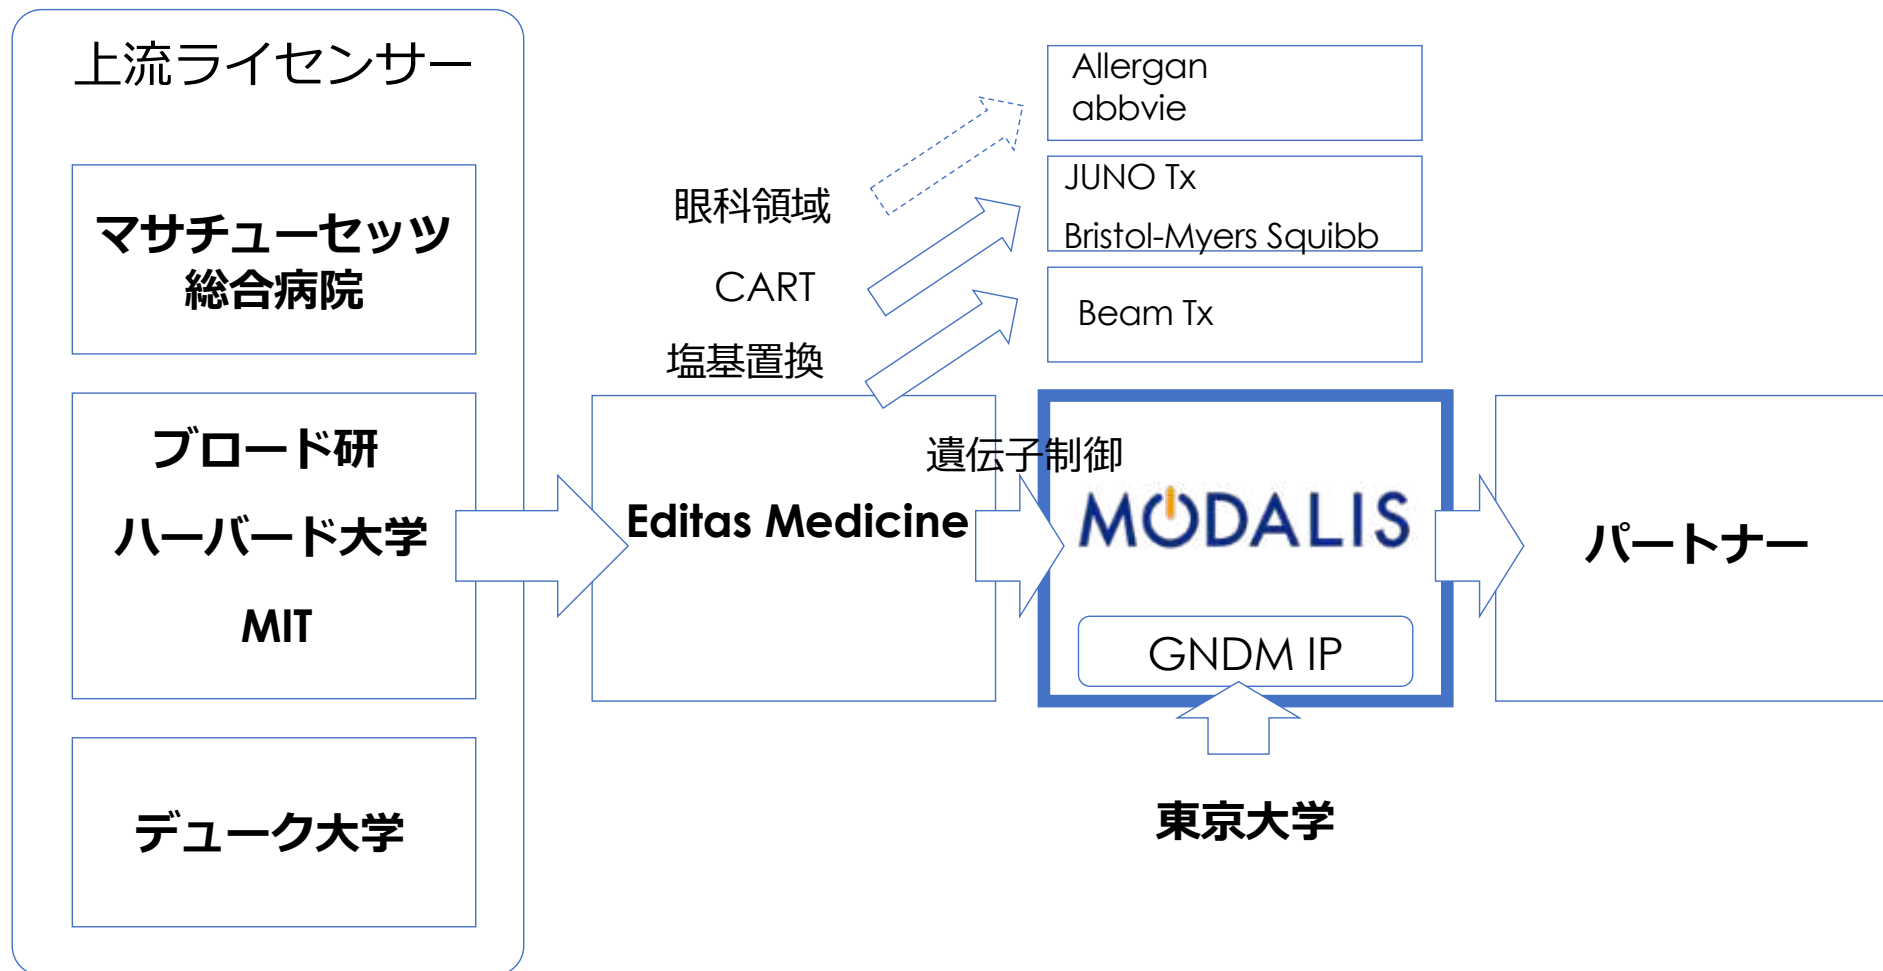 上流ライセンサー
マサチューセッツ
総合病院
ブロード研
ハーバード大学
MIT
デューク大学
眼科領域
CART
塩基置換
Allergan
abbvie
JUNO Tx
Bristol-Myers Squibb
Beam Tx
Editas Medicine
遺伝子制御
MODALIS
GNDM IP
東京大学
パートナー